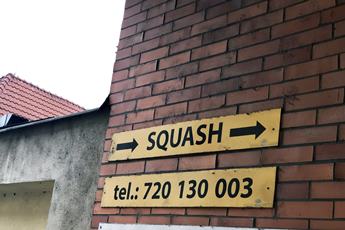 → SQUASH →
tel.: 720 130 003